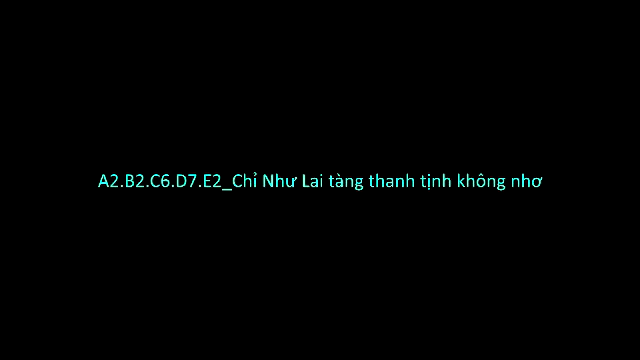 A2.B2.C6.D7.E2_Chỉ Như Lai tàng thanh tịnh không nhơ